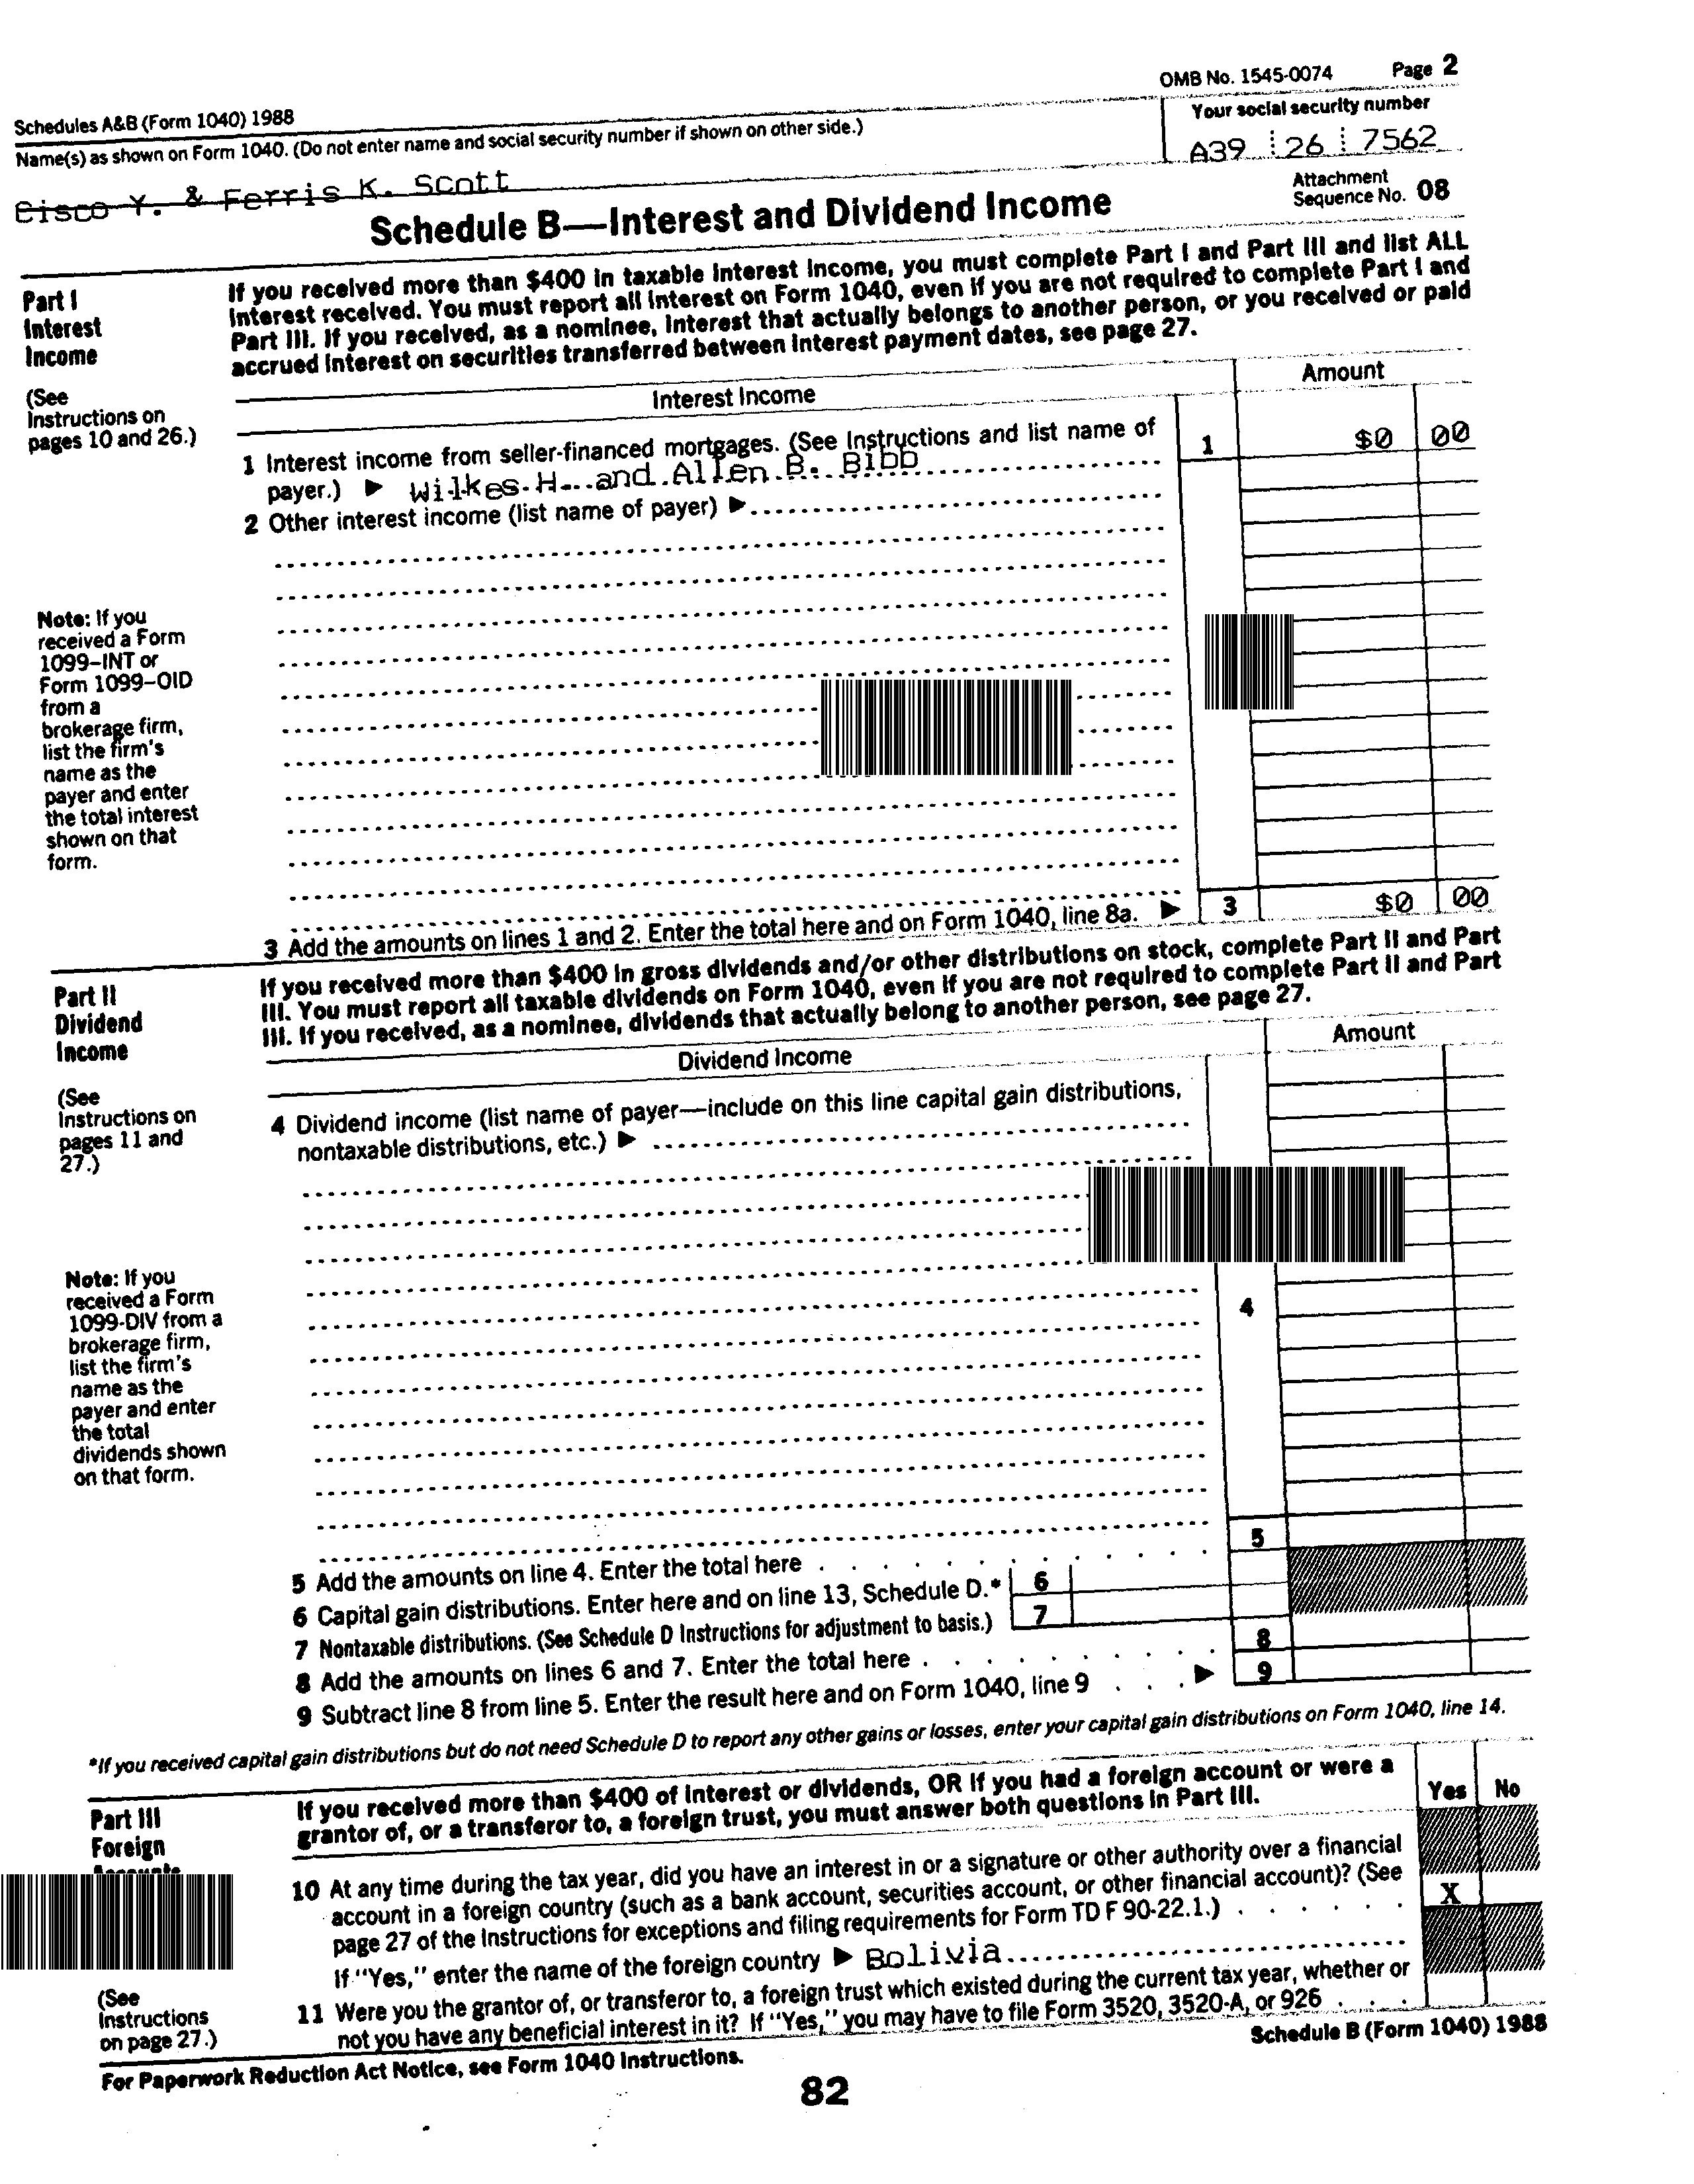 OMB No. 1545-0074 Page 2
Schedules A&B (Form 1040) 1988
Name(s) as shown on Form 1040. (Do not enter name and social security number if shown on other side.)
Your social security number
A39 26 7562
Cisco Y. & Ferris K. Scott
Attachment
Sequence No. 08
Schedule B—Interest and Dividend Income
Part I
Interest
Income
(See
Instructions on
pages 10 and 26.)
If you received more than $400 in taxable interest income, you must complete Part I and Part III and list ALL
interest received. You must report all interest on Form 1040, even if you are not required to complete Part I and
Part III. If you received, as a nominee, interest that actually belongs to another person, or you received or paid
accrued interest on securities transferred between interest payment dates, see page 27.
Interest Income
Amount
1 Interest income from seller-financed mortgages. (See Instructions and list name of
payer.) ▶ Wilkes H. and Allen B. Bibb
1 $0 00
2 Other interest income (list name of payer) ▶
Note: If you
received a Form
1099-INT or
Form 1099-OID
from a
brokerage firm,
list the firm's
name as the
payer and enter
the total interest
shown on that
form.
3 Add the amounts on lines 1 and 2. Enter the total here and on Form 1040, line 8a. ▶ 3 $0 00
Part II
Dividend
Income
(See
Instructions on
pages 11 and
27.)
If you received more than $400 in gross dividends and/or other distributions on stock, complete Part II and Part
III. You must report all taxable dividends on Form 1040, even if you are not required to complete Part II and Part
III. If you received, as a nominee, dividends that actually belong to another person, see page 27.
Dividend Income
Amount
4 Dividend income (list name of payer—include on this line capital gain distributions,
nontaxable distributions, etc.) ▶
Note: If you
received a Form
1099-DIV from a
brokerage firm,
list the firm's
name as the
payer and enter
the total
dividends shown
on that form.
4
5 Add the amounts on line 4. Enter the total here 5
6 Capital gain distributions. Enter here and on line 13, Schedule D.* 6
7 Nontaxable distributions. (See Schedule D Instructions for adjustment to basis.) 7
8 Add the amounts on lines 6 and 7. Enter the total here 8
9 Subtract line 8 from line 5. Enter the result here and on Form 1040, line 9 ▶ 9
*If you received capital gain distributions but do not need Schedule D to report any other gains or losses, enter your capital gain distributions on Form 1040, line 14.
Part III
Foreign
(See
Instructions
on page 27.)
If you received more than $400 of interest or dividends, OR if you had a foreign account or were a
grantor of, or a transferor to, a foreign trust, you must answer both questions in Part III.
Yes No
10 At any time during the tax year, did you have an interest in or a signature or other authority over a financial
account in a foreign country (such as a bank account, securities account, or other financial account)? (See
page 27 of the Instructions for exceptions and filing requirements for Form TD F 90-22.1.) X
If "Yes," enter the name of the foreign country ▶ Bolivia
11 Were you the grantor of, or transferor to, a foreign trust which existed during the current tax year, whether or
not you have any beneficial interest in it? If "Yes," you may have to file Form 3520, 3520-A, or 926
For Paperwork Reduction Act Notice, see Form 1040 Instructions.
Schedule B (Form 1040) 1988
82